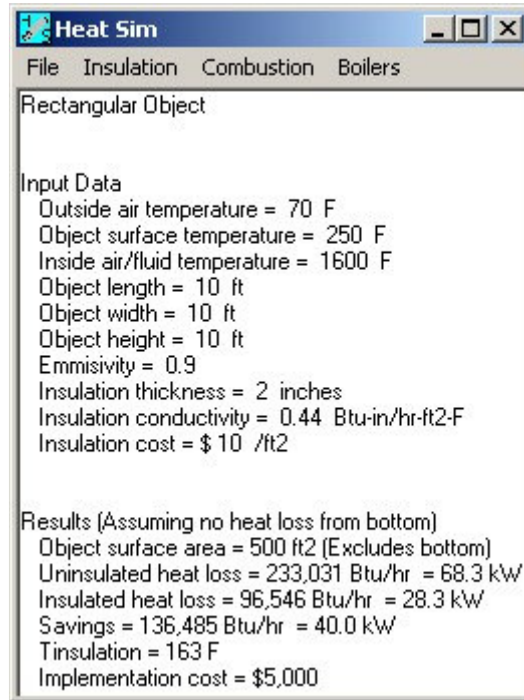 Heat Sim
File Insulation Combustion Boilers
Rectangular Object
Input Data
Outside air temperature = 70 F
Object surface temperature = 250 F
Inside air/fluid temperature = 1600 F
Object length = 10 ft
Object width = 10 ft
Object height = 10 ft
Emmisivity = 0.9
Insulation thickness = 2 inches
Insulation conductivity = 0.44 Btu-in/hr-ft2-F
Insulation cost = $ 10 /ft2
Results (Assuming no heat loss from bottom)
Object surface area = 500 ft2 (Excludes bottom)
Uninsulated heat loss = 233,031 Btu/hr = 68.3 kW
Insulated heat loss = 96,546 Btu/hr = 28.3 kW
Savings = 136,485 Btu/hr = 40.0 kW
Tinsulation = 163 F
Implementation cost = $5,000